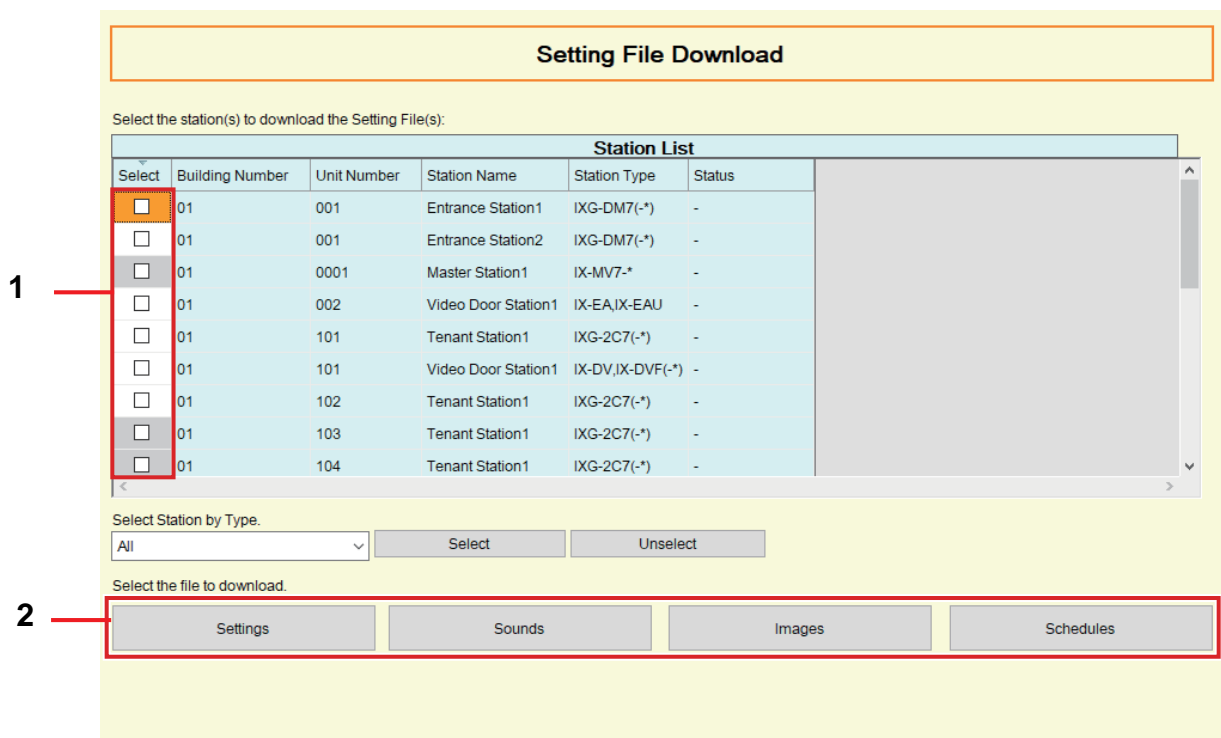 Setting File Download
Select the station(s) to download the Setting File(s):
Station List
Select Building Number Unit Number Station Name Station Type Status
01 001 Entrance Station1 IXG-DM7(-*) -
01 001 Entrance Station2 IXG-DM7(-*) -
01 0001 Master Station1 IX-MV7-* -
1
01 002 Video Door Station1 IX-EA,IX-EAU -
01 101 Tenant Station1 IXG-2C7(-*) -
01 101 Video Door Station1 IX-DV,IX-DVF(-*) -
01 102 Tenant Station1 IXG-2C7(-*) -
01 103 Tenant Station1 IXG-2C7(-*) -
01 104 Tenant Station1 IXG-2C7(-*) -
Select Station by Type.
All Select Unselect
Select the file to download.
2
Settings Sounds Images Schedules